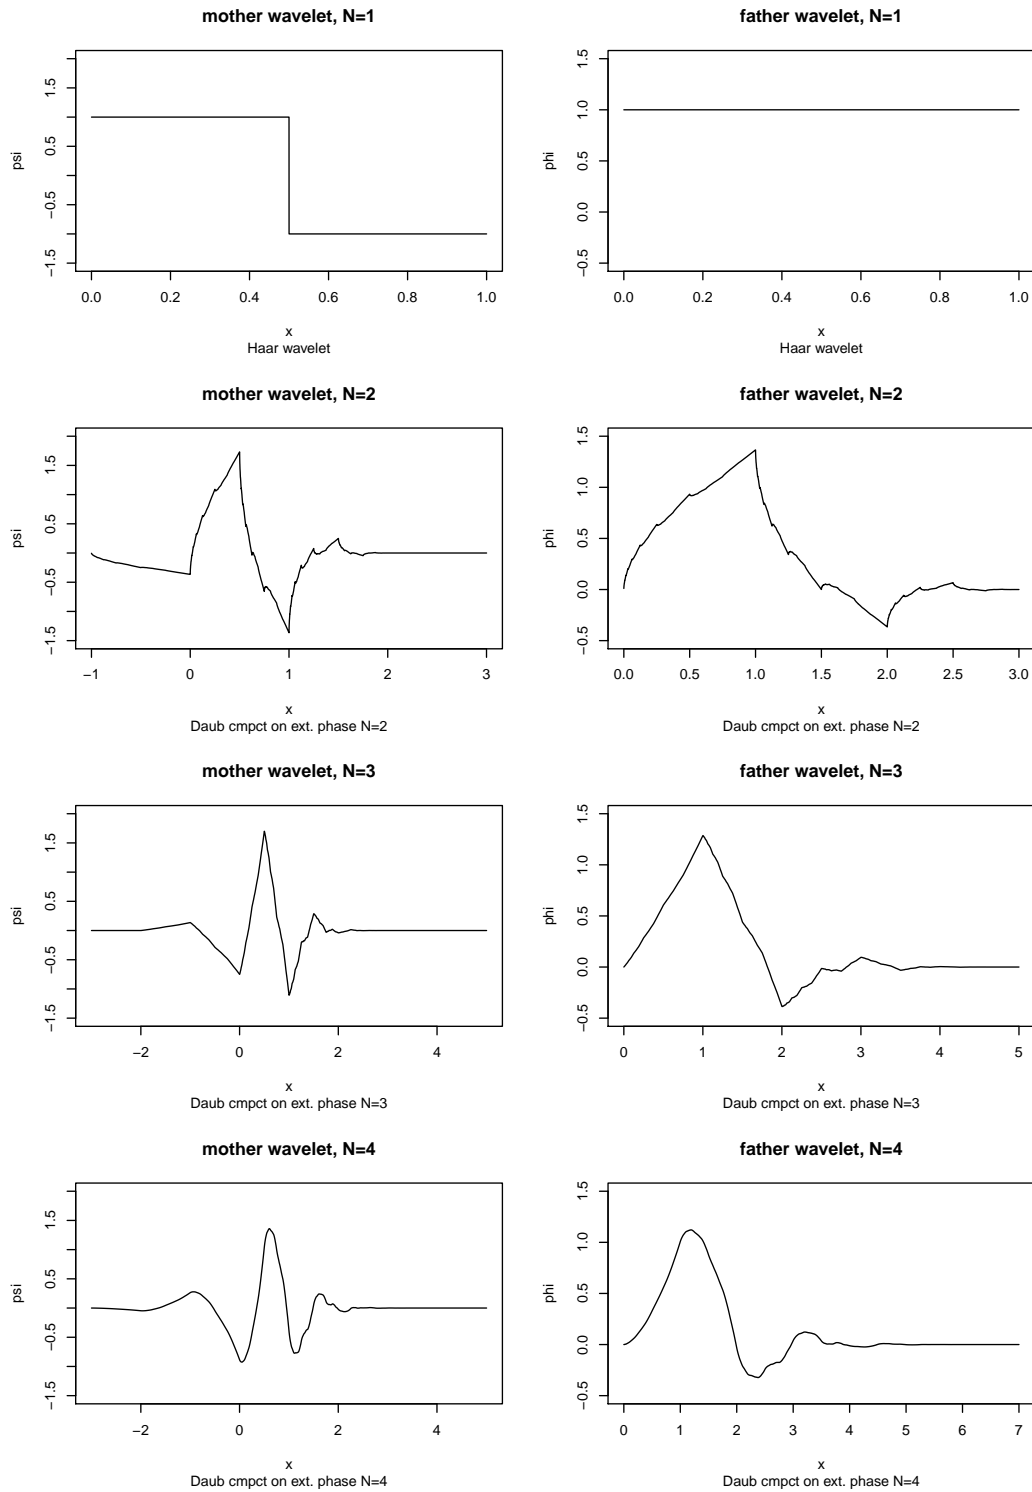 mother wavelet, N=1
psi
1.5
0.5
−0.5
−1.5
0.0 0.2 0.4 0.6 0.8 1.0
x
Haar wavelet
father wavelet, N=1
phi
1.5
1.0
0.5
0.0
−0.5
0.0 0.2 0.4 0.6 0.8 1.0
x
Haar wavelet
mother wavelet, N=2
psi
1.5
0.5
−0.5
−1.5
−1 0 1 2 3
x
Daub cmpct on ext. phase N=2
father wavelet, N=2
phi
1.5
1.0
0.5
0.0
−0.5
0.0 0.5 1.0 1.5 2.0 2.5 3.0
x
Daub cmpct on ext. phase N=2
mother wavelet, N=3
psi
1.5
0.5
−0.5
−1.5
−2 0 2 4
x
Daub cmpct on ext. phase N=3
father wavelet, N=3
phi
1.5
1.0
0.5
0.0
−0.5
0 1 2 3 4 5
x
Daub cmpct on ext. phase N=3
mother wavelet, N=4
psi
1.5
0.5
−0.5
−1.5
−2 0 2 4
x
Daub cmpct on ext. phase N=4
father wavelet, N=4
phi
1.5
1.0
0.5
0.0
−0.5
0 1 2 3 4 5 6 7
x
Daub cmpct on ext. phase N=4